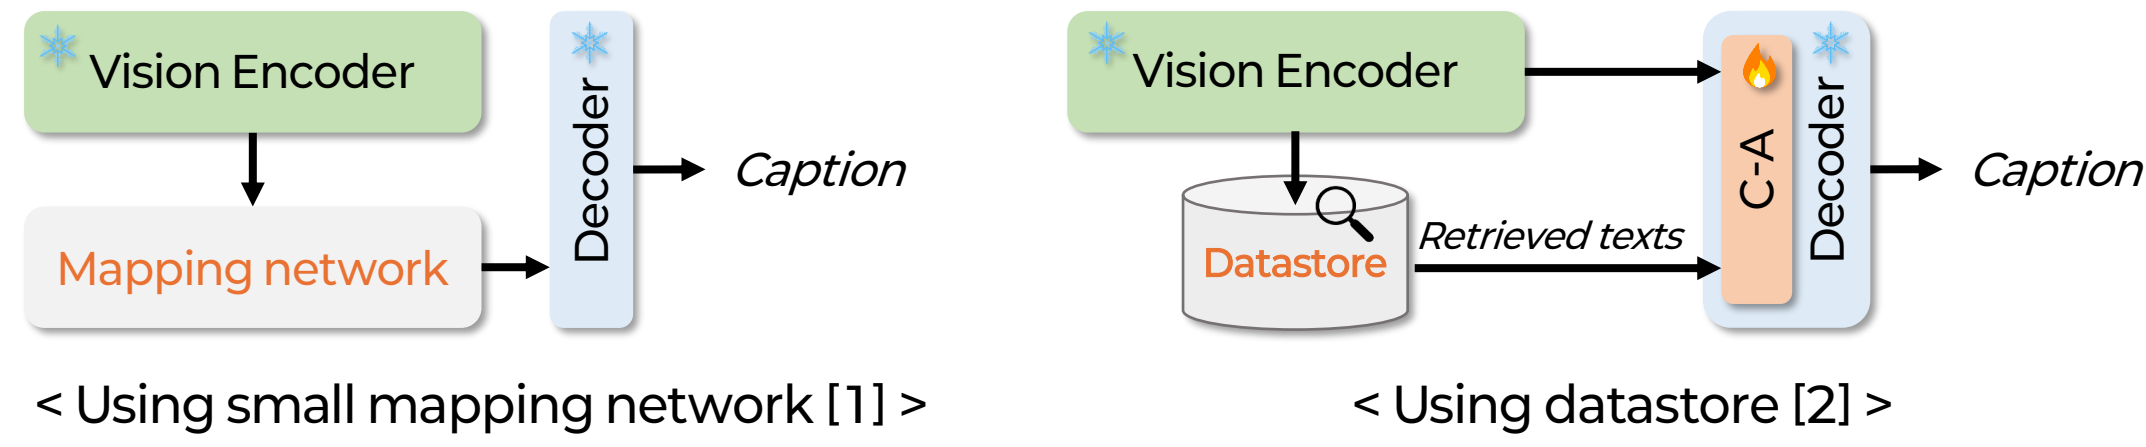 Vision Encoder
Mapping network
Decoder
Caption
< Using small mapping network [1] >
Vision Encoder
Datastore
Retrieved texts
C-A
Decoder
Caption
< Using datastore [2] >